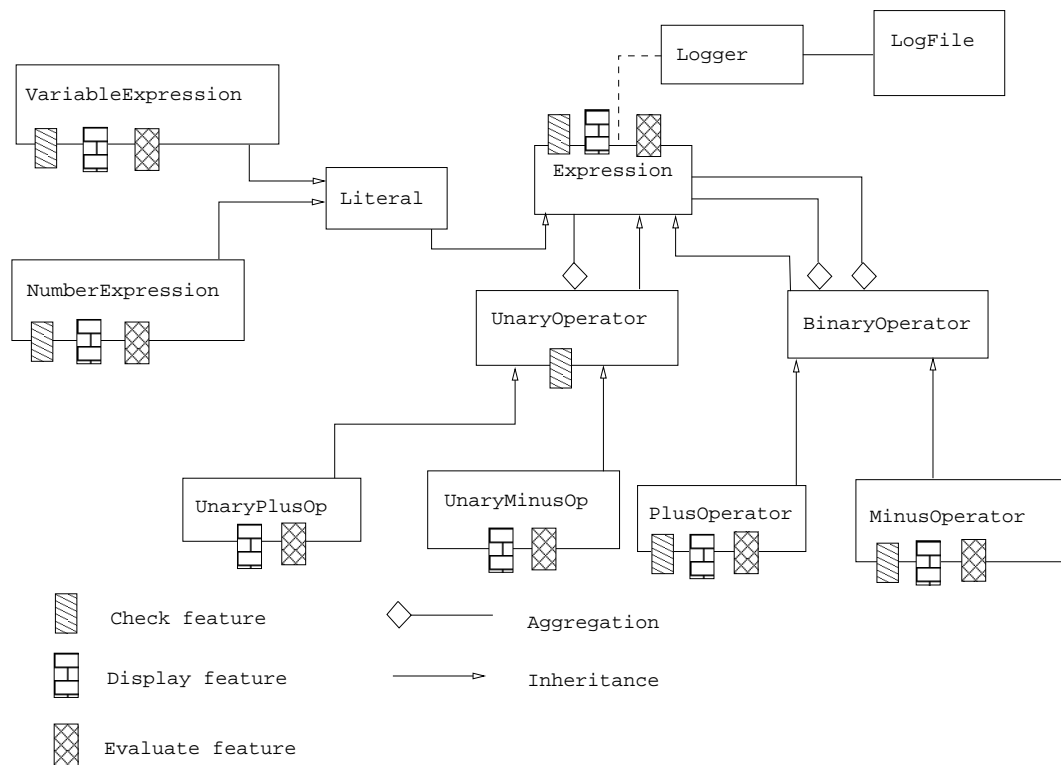 LogFile
Logger
VariableExpression
Expression
Literal
NumberExpression
UnaryOperator
BinaryOperator
UnaryPlusOp
UnaryMinusOp
PlusOperator
MinusOperator
Check feature
Aggregation
Display feature
Inheritance
Evaluate feature